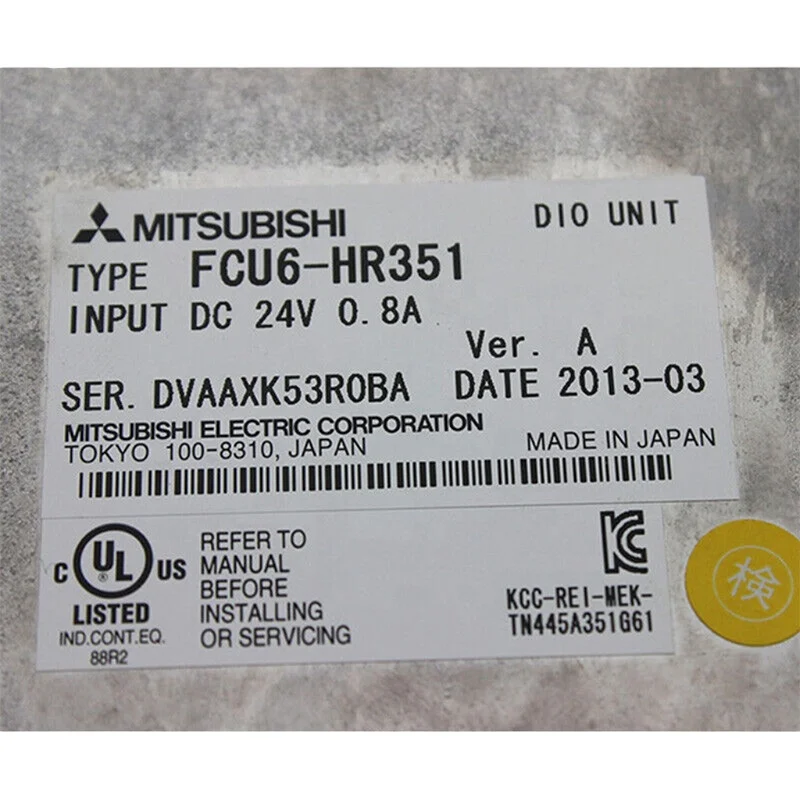 MITSUBISHI DIO UNIT
TYPE FCU6-HR351
INPUT DC 24V 0.8A
Ver. A
SER. DVAAXK53R0BA DATE 2013-03
MITSUBISHI ELECTRIC CORPORATION
TOKYO 100-8310, JAPAN MADE IN JAPAN
C UL US
LISTED
IND.CONT.EQ.
88R2
REFER TO
MANUAL
BEFORE
INSTALLING
OR SERVICING
KC
KCC-REI-MEK-
TN445A351G61
検